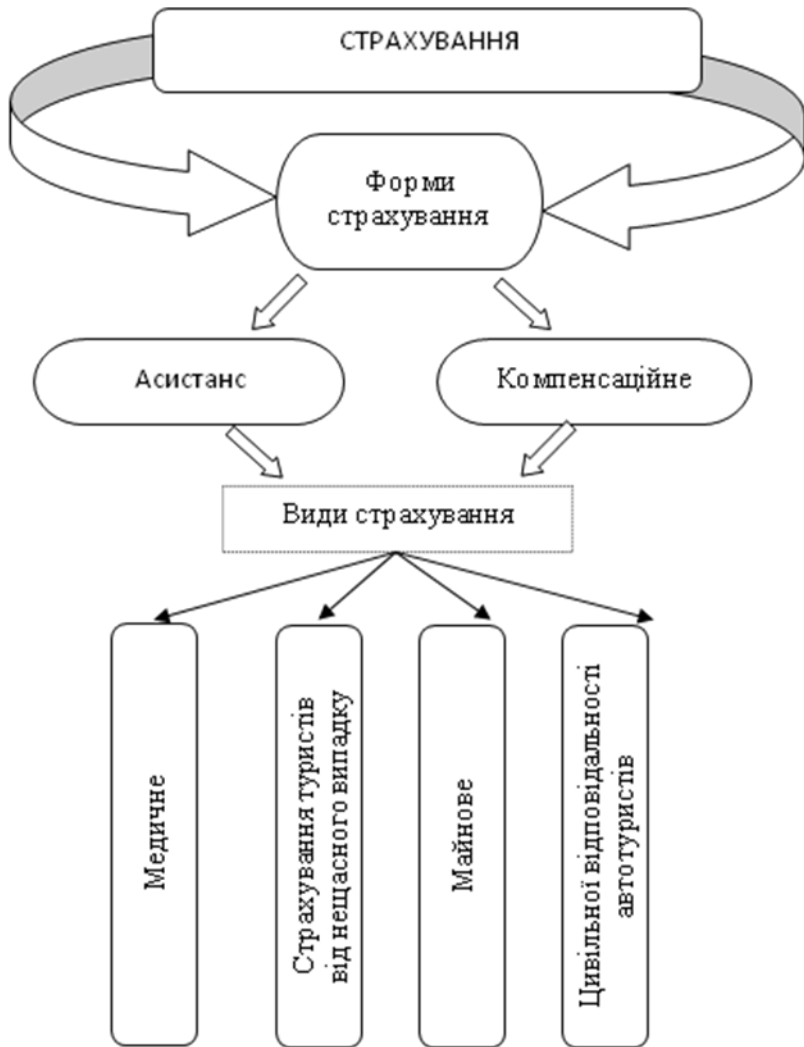 СТРАХУВАННЯ
Форми
страхування
Асистанс
Компенсаційне
Види страхування
Медичне
Страхування туристів
від нещасного випадку
Майнове
Цивільної відповідальності
автотуристів